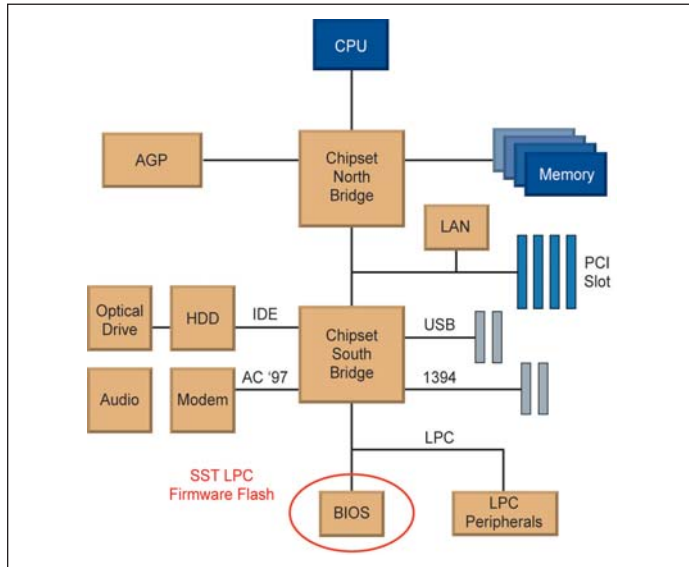 CPU
AGP
Chipset
North
Bridge
Memory
LAN
PCI
Slot
Optical
Drive
HDD
IDE
Chipset
South
Bridge
USB
Audio
Modem
AC '97
1394
LPC
SST LPC
Firmware Flash
BIOS
LPC
Peripherals